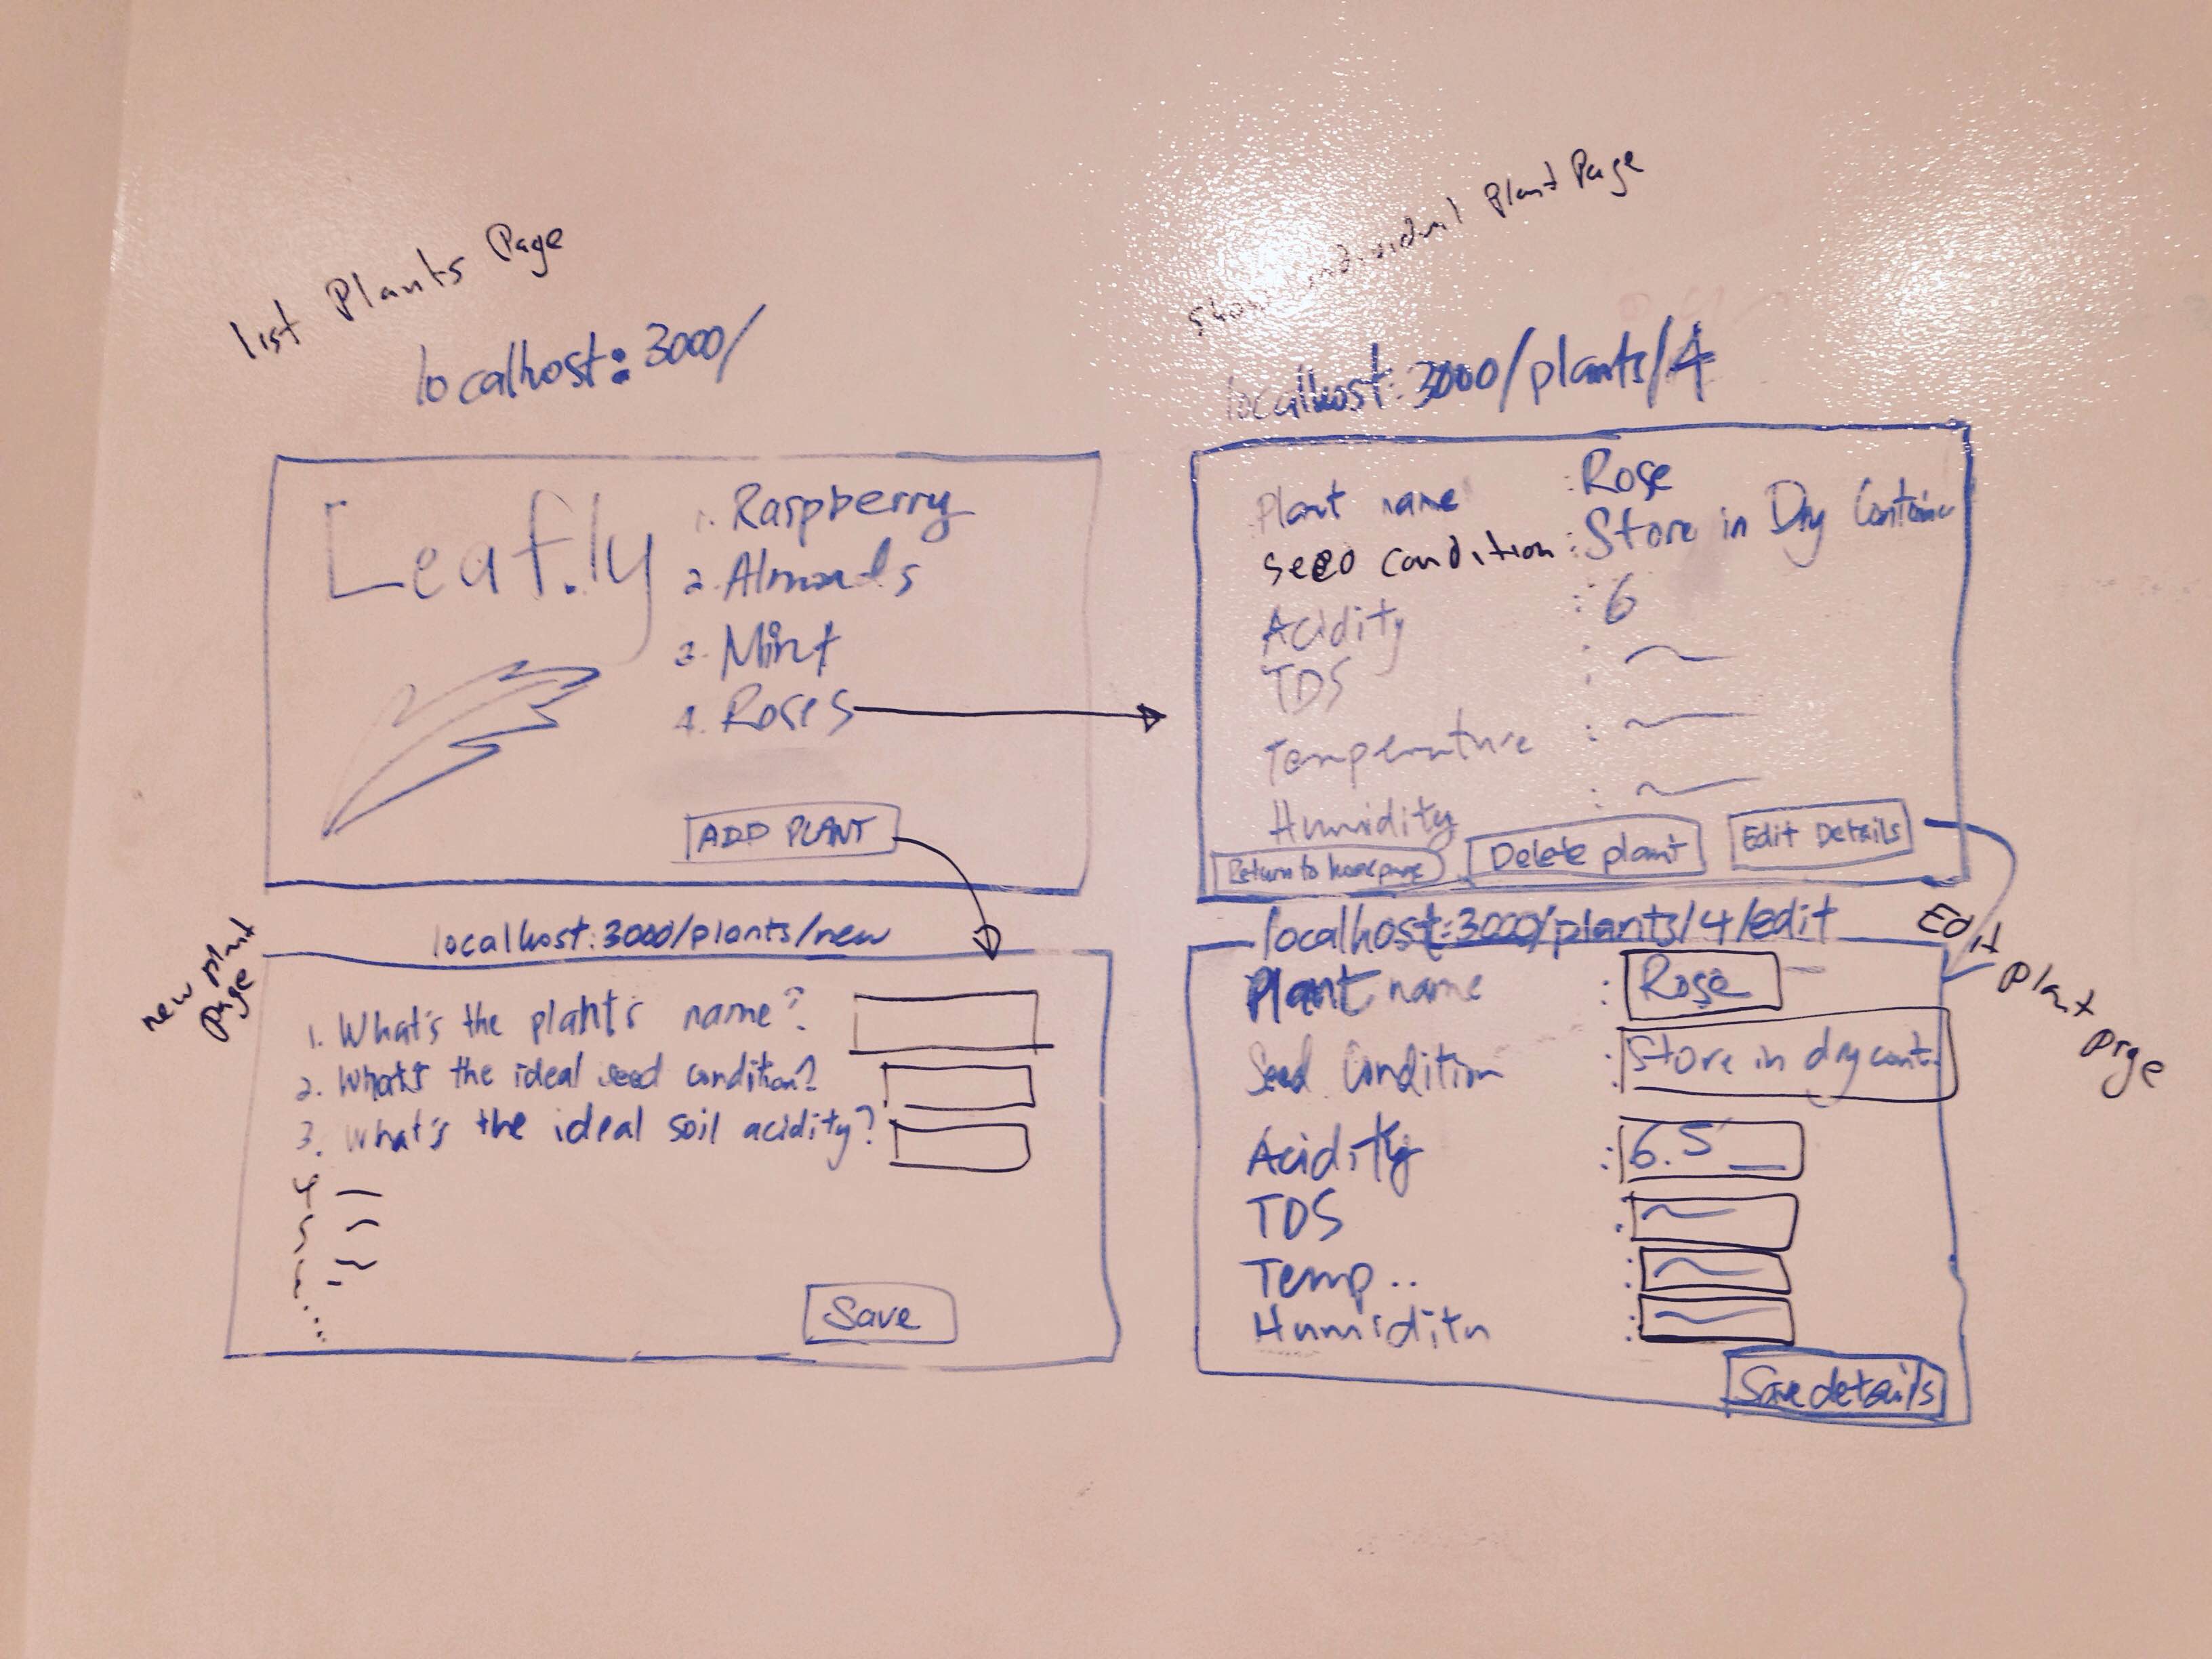 list Plants Page
localhost:3000/
Leaf.ly
1. Raspberry
2. Almonds
3. Mint
4. Roses
ADD PLANT
Show individual Plant Page
localhost:3000/plants/4
Plant name : Rose
Seed condition : Store in Dry Container
Acidity : 6
TDS :
Temperature :
Humidity :
Return to homepage
Delete plant
Edit Details
new plant
Page
localhost:3000/plants/new
1. What's the plant's name?
2. What's the ideal seed condition?
3. What's the ideal soil acidity?
4
5
Save
Edit Plant Page
localhost:3000/plants/4/edit
Plant name : Rose
Seed Condition : Store in dry cont.
Acidity : 6.5
TDS :
Temp.. :
Humidity :
Save details